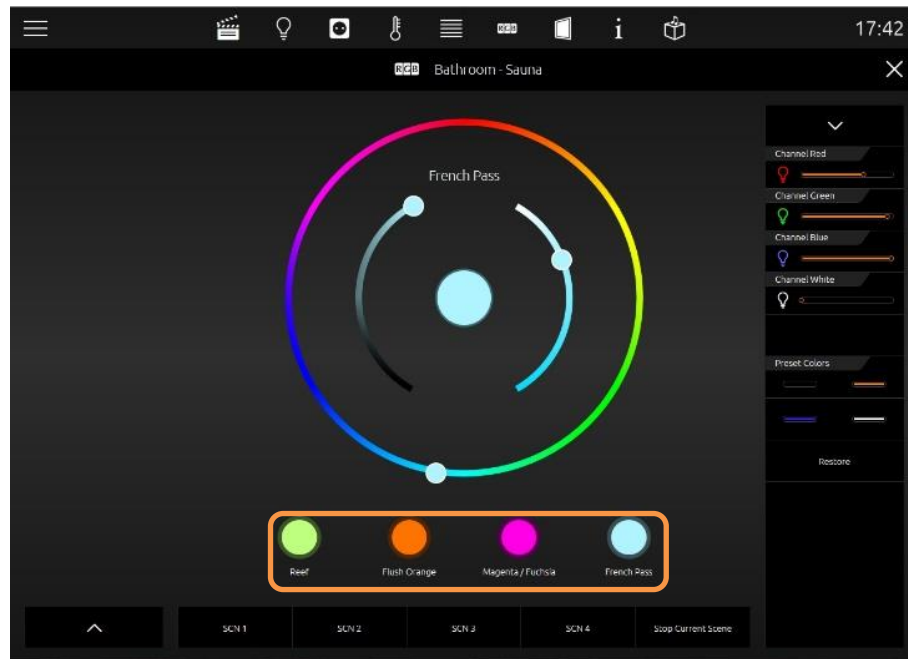 RGB
17:42
RGB Bathroom - Sauna
French Pass
Channel Red
Channel Green
Channel Blue
Channel White
Preset Colors
Restore
Reef
Flush Orange
Magenta / Fuchsia
French Pass
SCN 1
SCN 2
SCN 3
SCN 4
Stop Current Scene